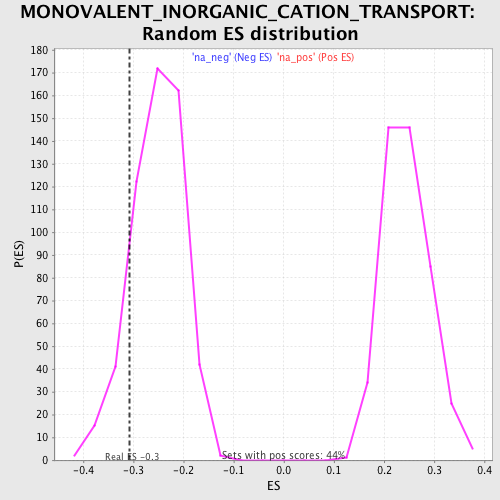 MONOVALENT_INORGANIC_CATION_TRANSPORT:
Random ES distribution
'na_neg' (Neg ES) 'na_pos' (Pos ES)
180
170
160
150
140
130
120
110
100
90
80
70
60
50
40
30
20
10
0
P(ES)
Real ES -0.3
Sets with pos scores: 44%
-0.4 -0.3 -0.2 -0.1 0.0 0.1 0.2 0.3 0.4
ES